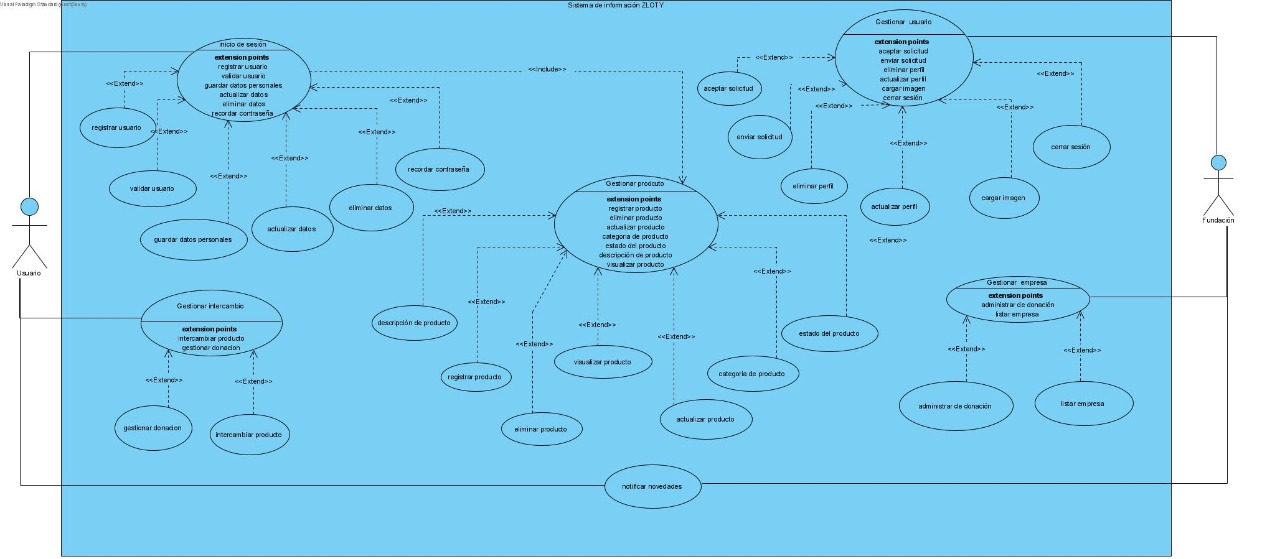 Sistema de información ZLOTY
Inicio de sesión
extension points
registrar usuario
validar usuario
guardar datos personales
actualizar datos
eliminar datos
recordar contraseña
<<Extend>>
registrar usuario
<<Extend>>
validar usuario
<<Extend>>
guardar datos personales
<<Extend>>
actualizar datos
<<Extend>>
eliminar datos
<<Extend>>
recordar contraseña
<<Include>>
Gestionar usuario
extension points
aceptar solicitud
enviar solicitud
eliminar perfil
actualizar perfil
cargar imagen
cerrar sesión
<<Extend>>
aceptar solicitud
<<Extend>>
enviar solicitud
<<Extend>>
eliminar perfil
<<Extend>>
actualizar perfil
<<Extend>>
cargar imagen
<<Extend>>
cerrar sesión
Usuario
Fundación
Gestionar prodcuto
extension points
registrar producto
eliminar producto
actualizar producto
categoria de producto
estado del producto
descripción de producto
visualizar producto
<<Extend>>
descripción de producto
<<Extend>>
registrar producto
<<Extend>>
eliminar producto
<<Extend>>
visualizar producto
<<Extend>>
actualizar producto
<<Extend>>
categoria de producto
<<Extend>>
estado del producto
Gestionar intercambio
extension points
intercambiar producto
gestionar donacion
<<Extend>>
gestionar donacion
<<Extend>>
intercambiar producto
Gestionar empresa
extension points
administrar de donación
listar empresa
<<Extend>>
administrar de donación
<<Extend>>
listar empresa
notificar novedades